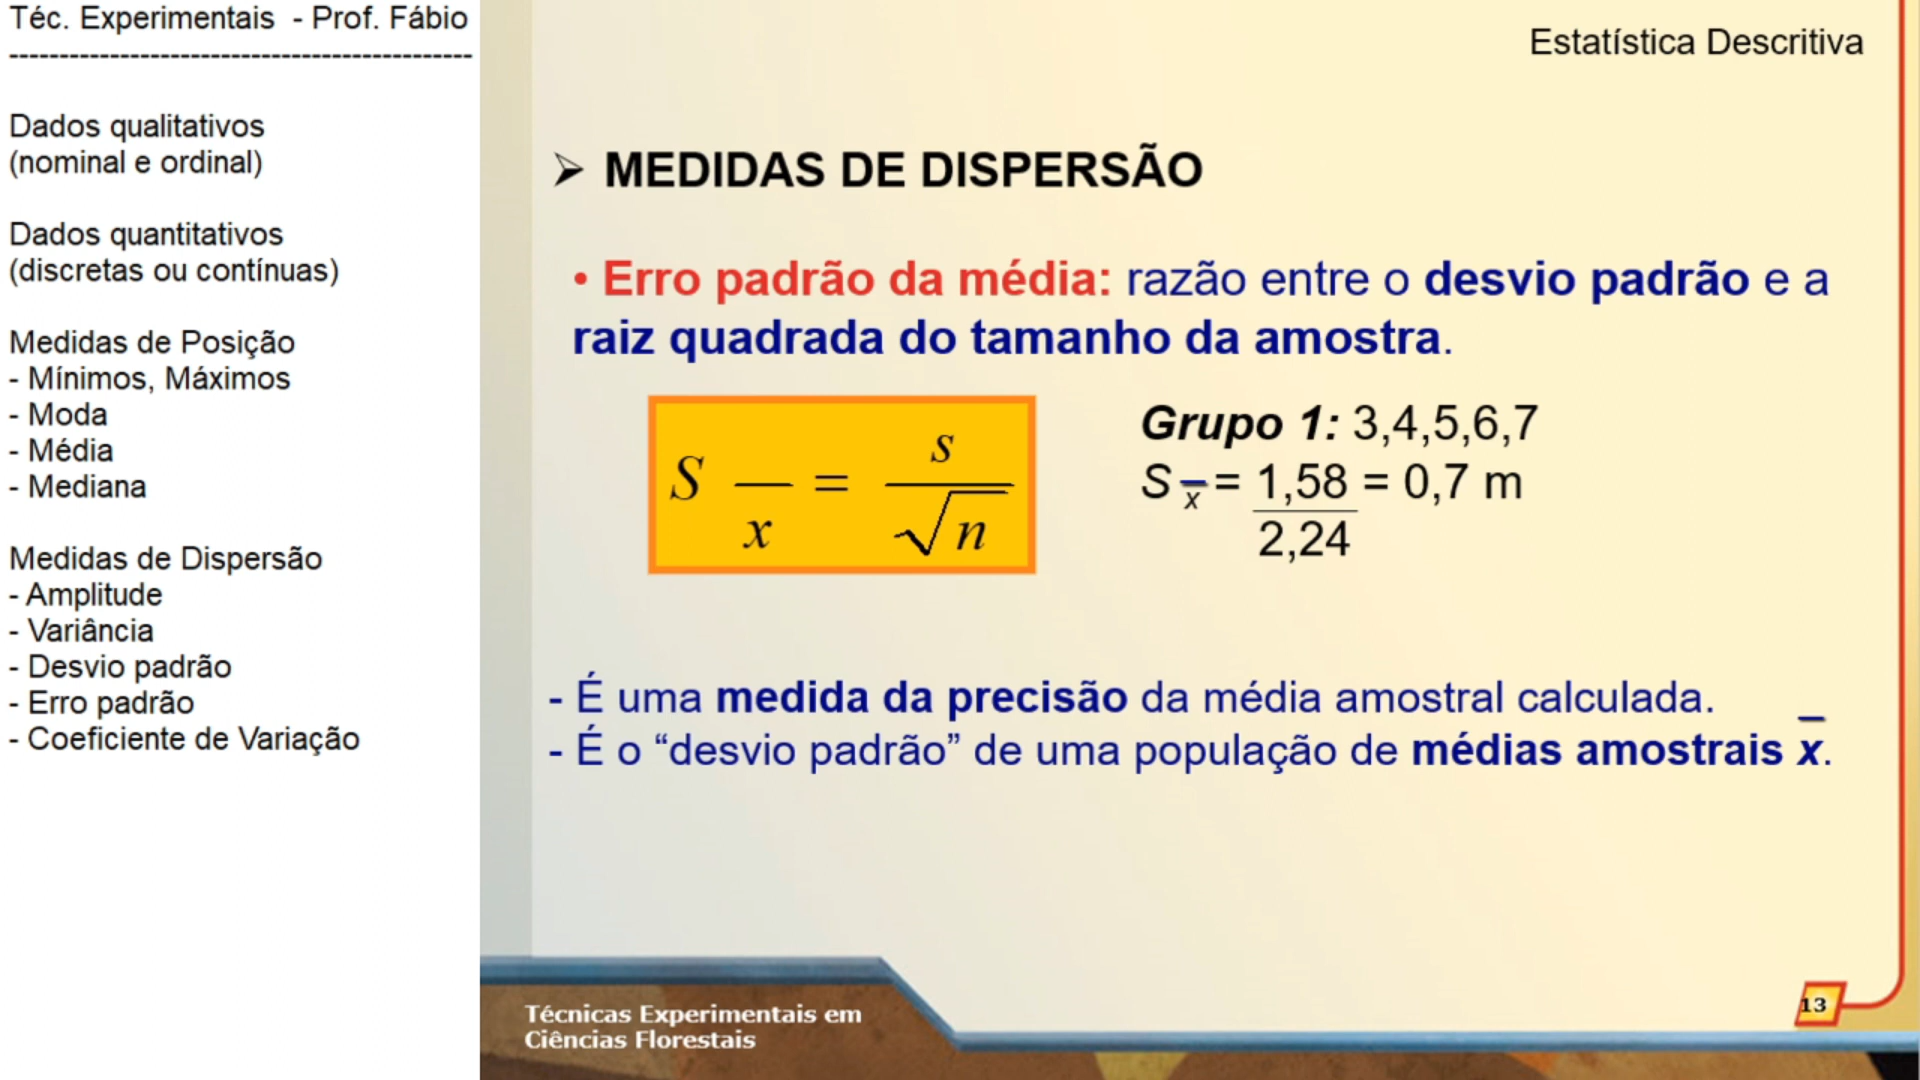 Téc. Experimentais - Prof. Fábio
----------------------------------------------
Dados qualitativos
(nominal e ordinal)
Dados quantitativos
(discretas ou contínuas)
Medidas de Posição
- Mínimos, Máximos
- Moda
- Média
- Mediana
Medidas de Dispersão
- Amplitude
- Variância
- Desvio padrão
- Erro padrão
- Coeficiente de Variação
Estatística Descritiva
➢ MEDIDAS DE DISPERSÃO
• Erro padrão da média: razão entre o desvio padrão e a
raiz quadrada do tamanho da amostra.
S x̄ = s / √n
Grupo 1: 3,4,5,6,7
S x̄ = 1,58 = 0,7 m
2,24
- É uma medida da precisão da média amostral calculada.
- É o “desvio padrão” de uma população de médias amostrais x̄.
Técnicas Experimentais em
Ciências Florestais
13